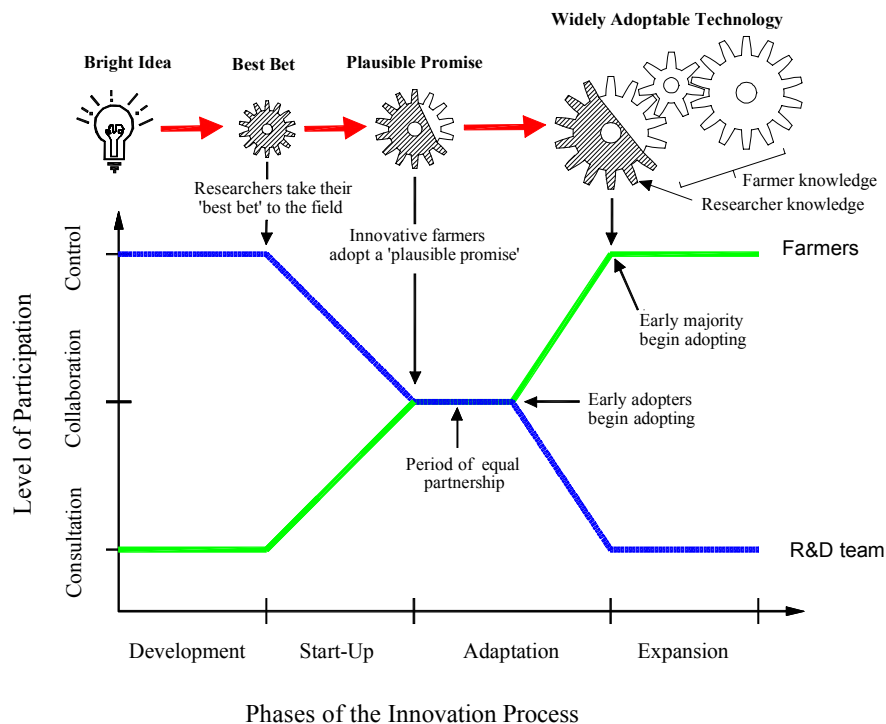 Widely Adoptable Technology
Bright Idea
Best Bet
Plausible Promise
Researchers take their
'best bet' to the field
Farmer knowledge
Researcher knowledge
Innovative farmers
adopt a 'plausible promise'
Farmers
Early majority
begin adopting
Early adopters
begin adopting
Period of equal
partnership
R&D team
Level of Participation
Control
Collaboration
Consultation
Development
Start-Up
Adaptation
Expansion
Phases of the Innovation Process